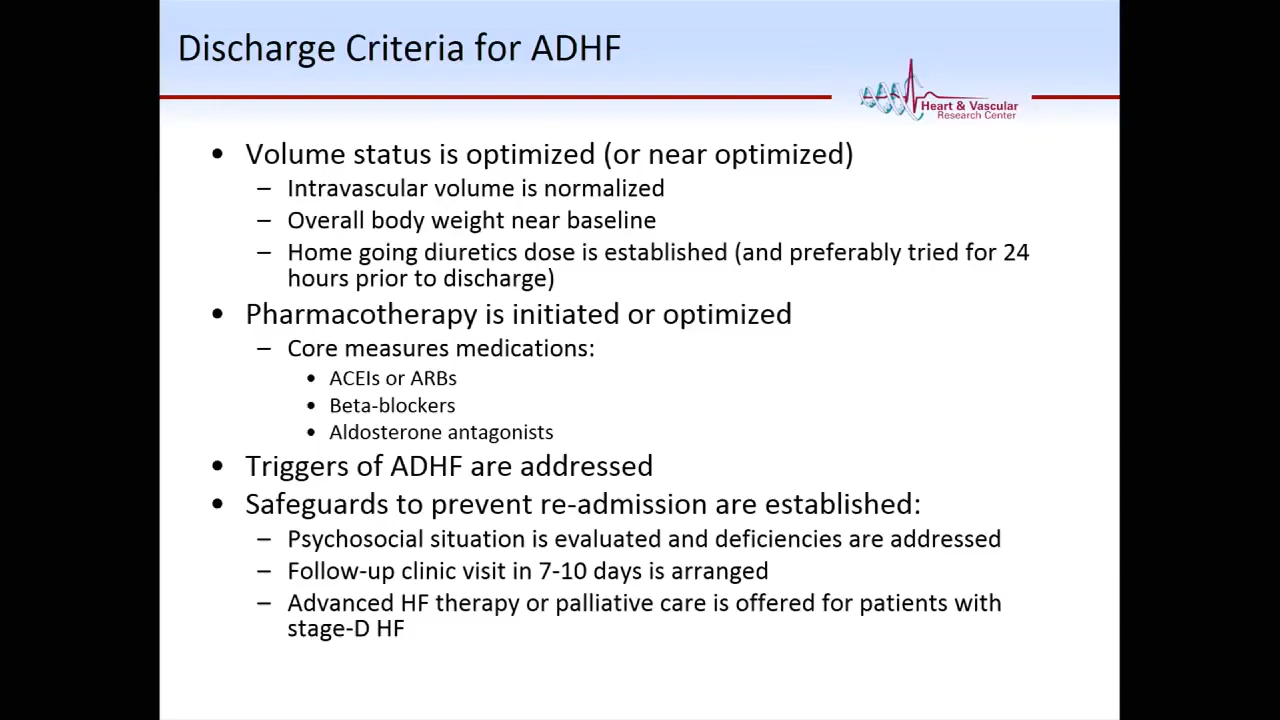 Discharge Criteria for ADHF
Heart & Vascular
Research Center
• Volume status is optimized (or near optimized)
– Intravascular volume is normalized
– Overall body weight near baseline
– Home going diuretics dose is established (and preferably tried for 24
hours prior to discharge)
• Pharmacotherapy is initiated or optimized
– Core measures medications:
• ACEIs or ARBs
• Beta-blockers
• Aldosterone antagonists
• Triggers of ADHF are addressed
• Safeguards to prevent re-admission are established:
– Psychosocial situation is evaluated and deficiencies are addressed
– Follow-up clinic visit in 7-10 days is arranged
– Advanced HF therapy or palliative care is offered for patients with
stage-D HF